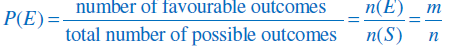 P(E) = number of favourable outcomes / total number of possible outcomes = n(E) / n(S) = m / n